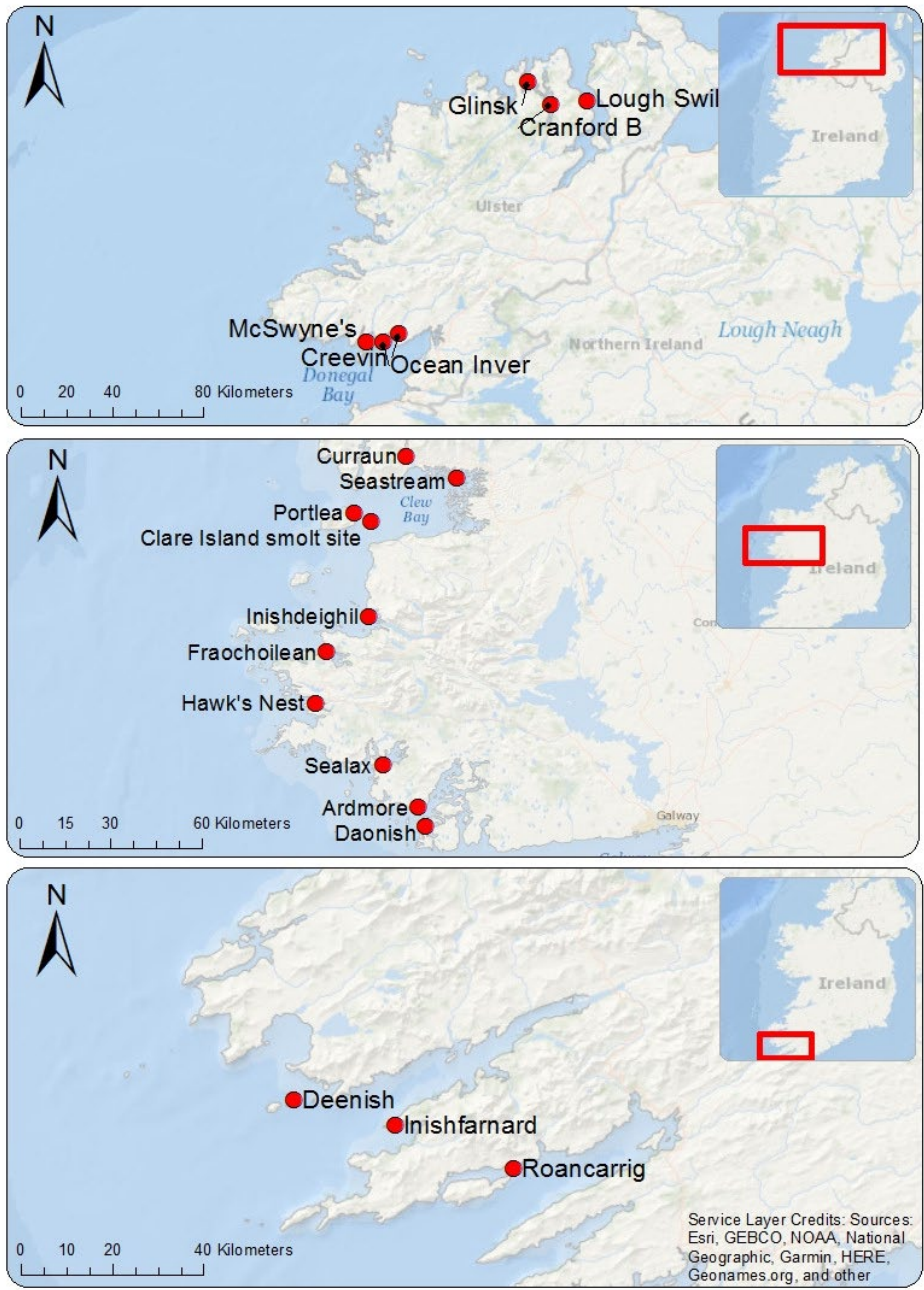 N
Glinsk
Lough Swil
Cranford B
Ireland
Ulster
McSwyne's
Creevin
Ocean Inver
Donegal
Bay
Northern Ireland
Lough Neagh
0 20 40 80 Kilometers
N
Curraun
Seastream
Clew
Bay
Portlea
Clare Island smolt site
Ireland
Inishdeighil
Fraochoilean
Hawk's Nest
Sealax
Ardmore
Daonish
Galway
0 15 30 60 Kilometers
N
Ireland
Deenish
Inishfarnard
Roancarrig
0 10 20 40 Kilometers
Service Layer Credits: Sources:
Esri, GEBCO, NOAA, National
Geographic, Garmin, HERE,
Geonames.org, and other